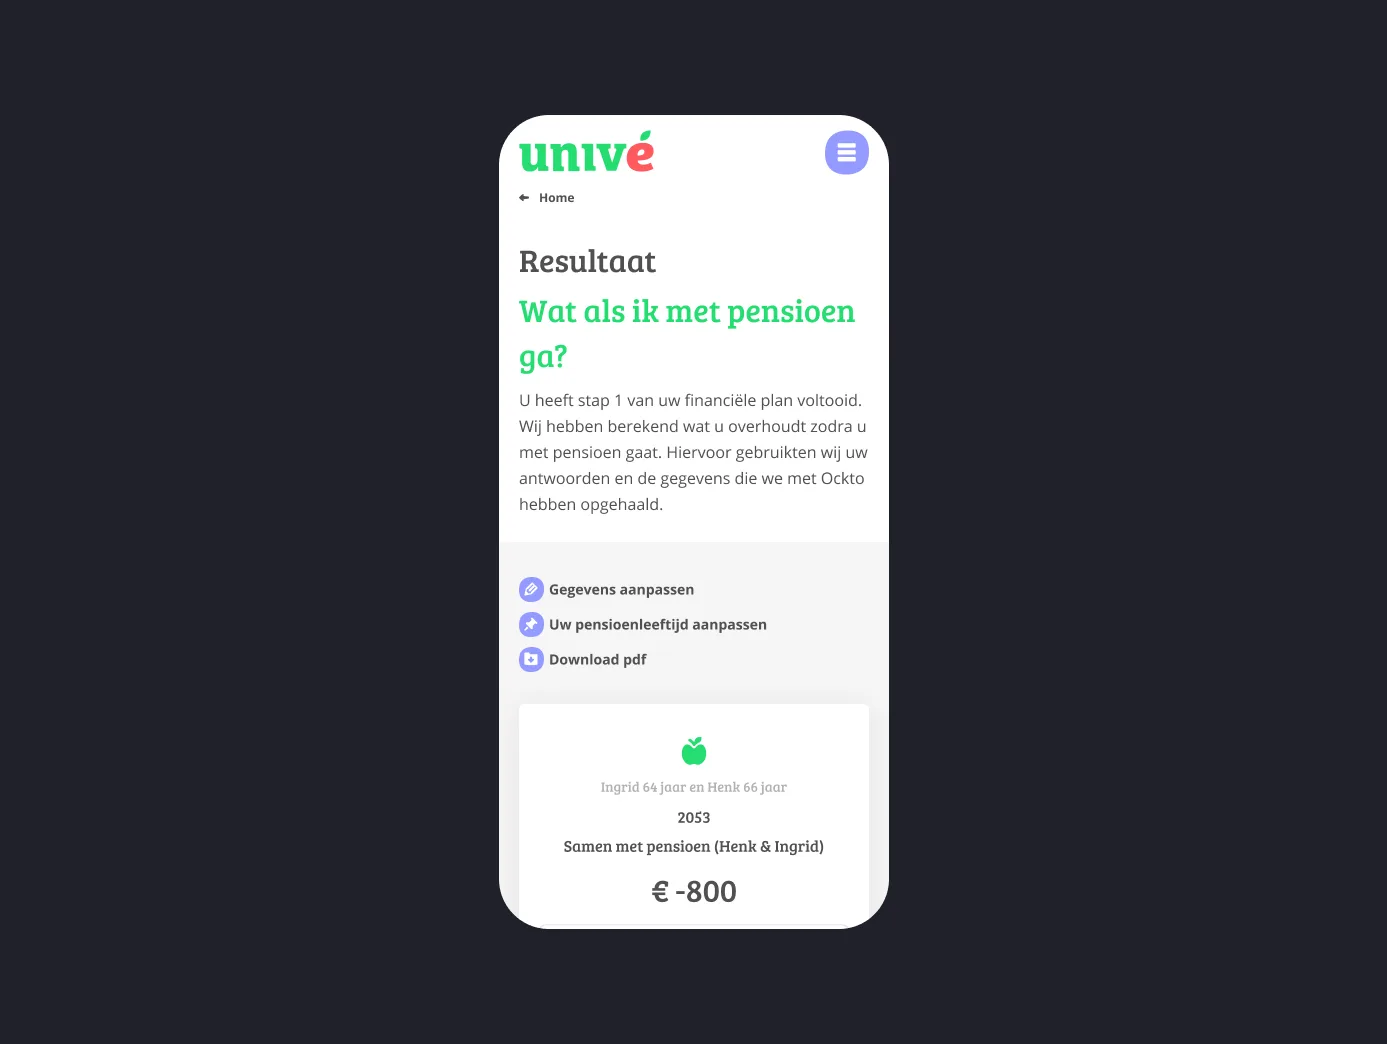 univé
Home
Resultaat
Wat als ik met pensioen
ga?
U heeft stap 1 van uw financiële plan voltooid.
Wij hebben berekend wat u overhoudt zodra u
met pensioen gaat. Hiervoor gebruikten wij uw
antwoorden en de gegevens die we met Ockto
hebben opgehaald.
Gegevens aanpassen
Uw pensioenleeftijd aanpassen
Download pdf
Ingrid 64 jaar en Henk 66 jaar
2053
Samen met pensioen (Henk & Ingrid)
€ -800